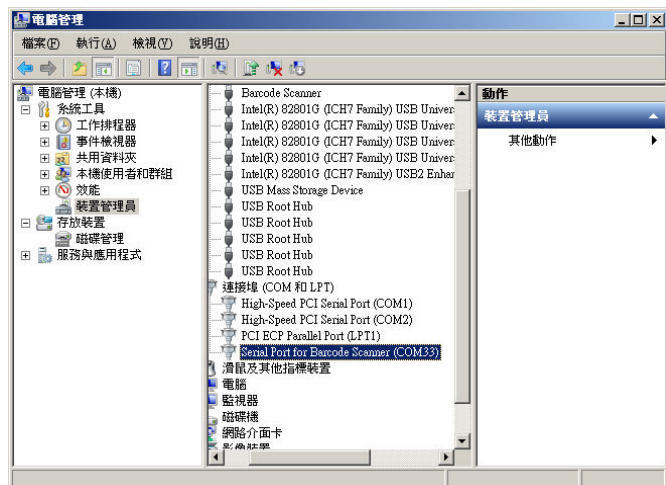 電腦管理
檔案(F) 執行(A) 檢視(V) 說明(H)
電腦管理 (本機)
系統工具
工作排程器
事件檢視器
共用資料夾
本機使用者和群組
效能
裝置管理員
存放裝置
磁碟管理
服務與應用程式
Barcode Scanner
Intel(R) 82801G (ICH7 Family) USB Univer
Intel(R) 82801G (ICH7 Family) USB Univer
Intel(R) 82801G (ICH7 Family) USB Univer
Intel(R) 82801G (ICH7 Family) USB Univer
Intel(R) 82801G (ICH7 Family) USB2 Enhar
USB Mass Storage Device
USB Root Hub
USB Root Hub
USB Root Hub
USB Root Hub
USB Root Hub
連接埠 (COM 和 LPT)
High-Speed PCI Serial Port (COM1)
High-Speed PCI Serial Port (COM2)
PCI ECP Parallel Port (LPT1)
Serial Port for Barcode Scanner (COM33)
滑鼠及其他指標裝置
電腦
監視器
磁碟機
網路介面卡
影像裝置
動作
裝置管理員
其他動作